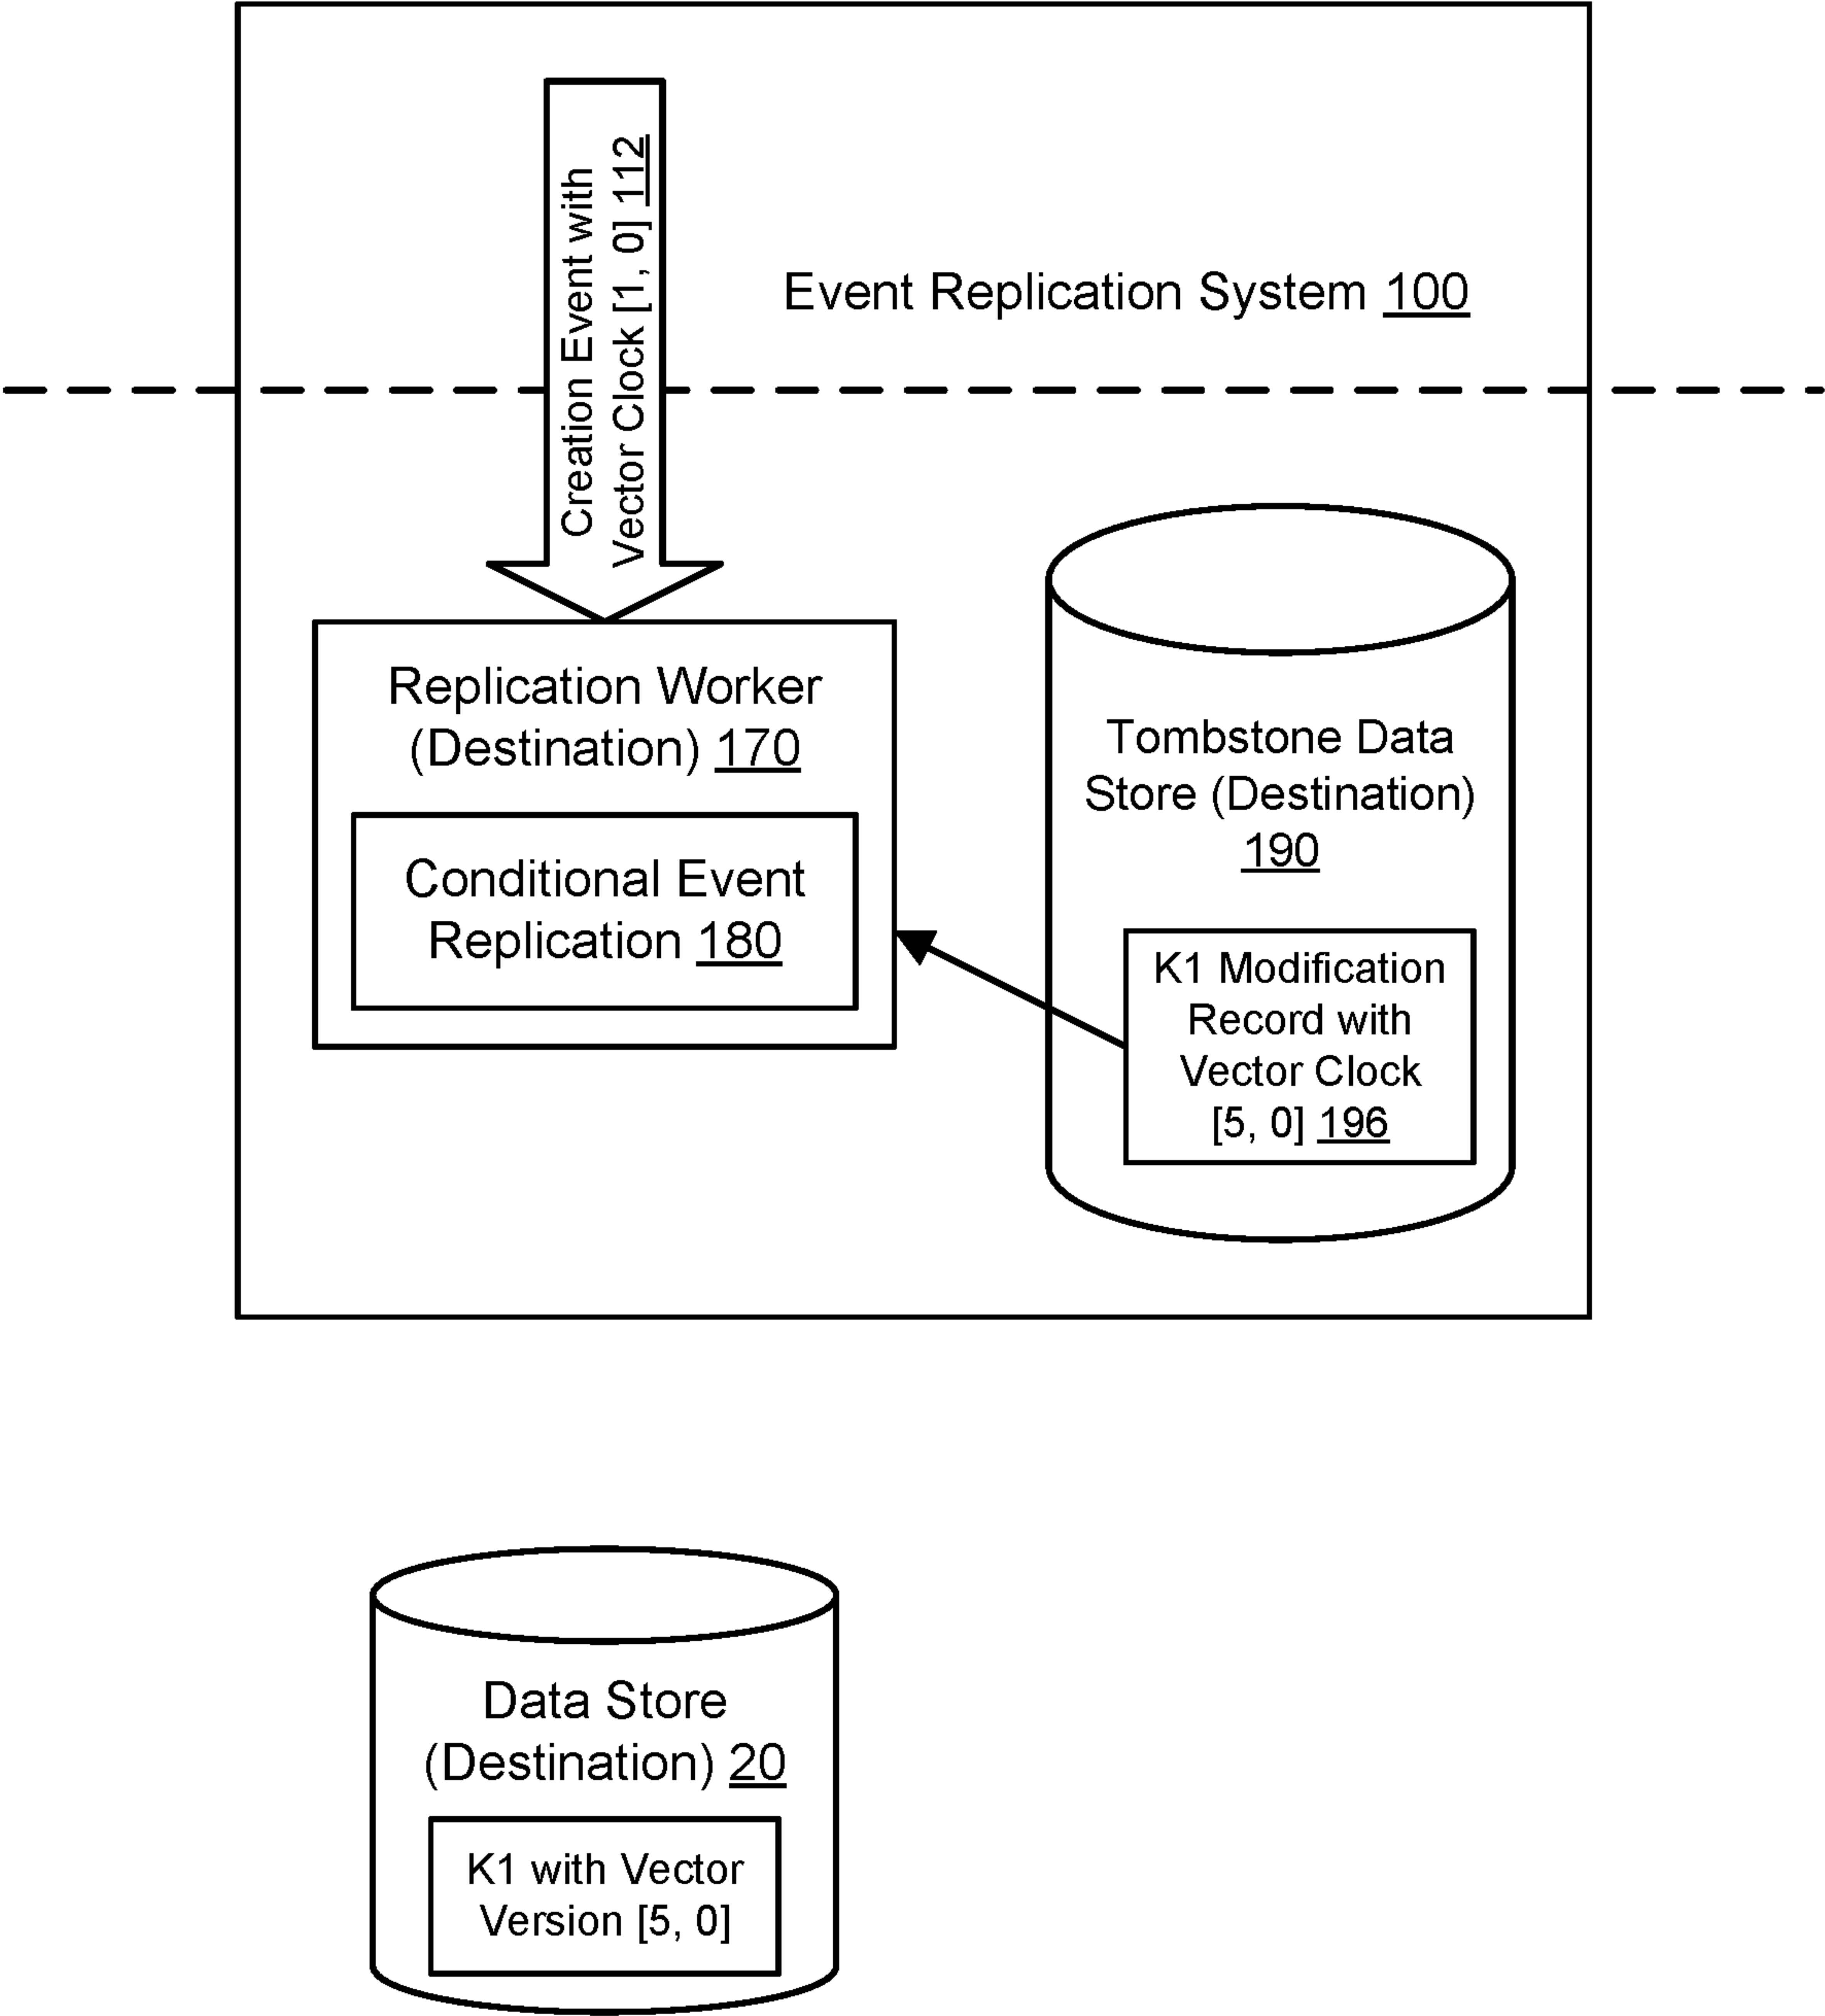 Creation Event with
Vector Clock [1, 0] 112
Event Replication System 100
Replication Worker
(Destination) 170
Conditional Event
Replication 180
Tombstone Data
Store (Destination)
190
K1 Modification
Record with
Vector Clock
[5, 0] 196
Data Store
(Destination) 20
K1 with Vector
Version [5, 0]